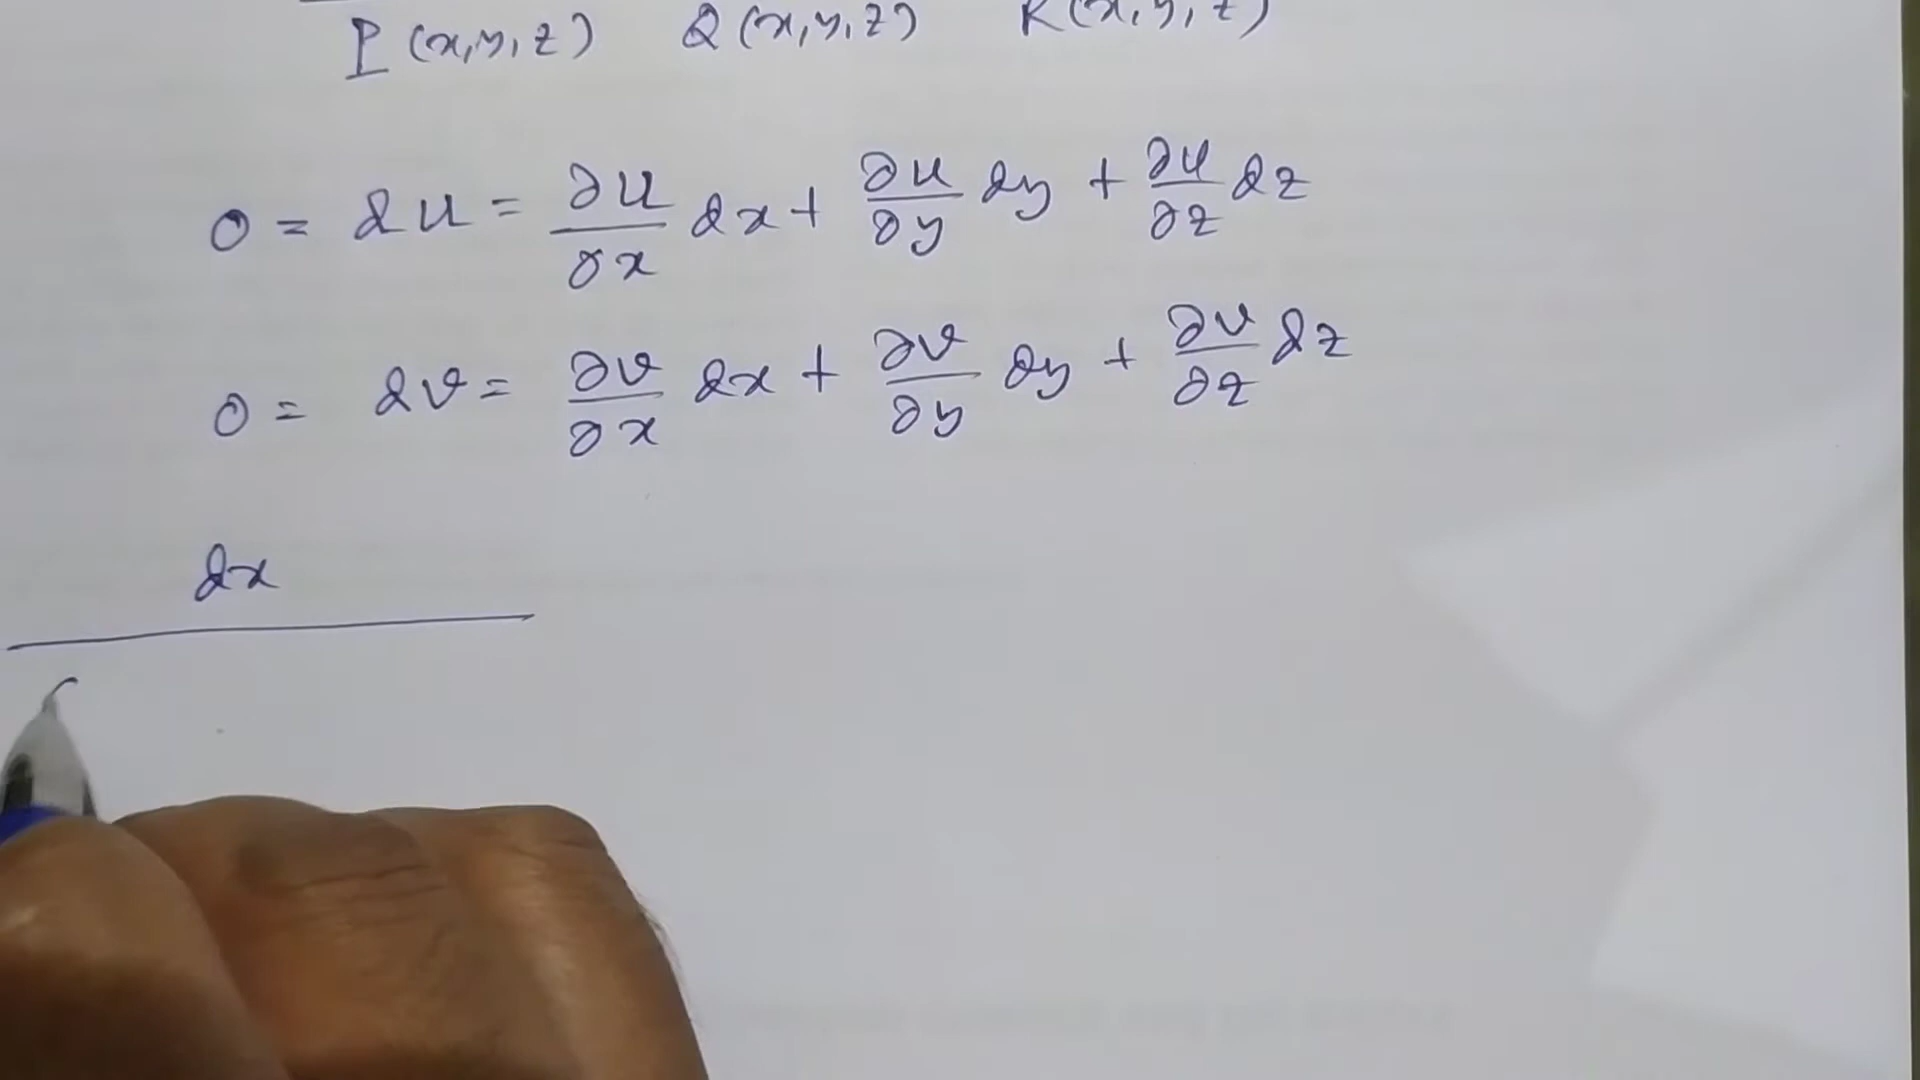 P (x,y,z) Q (x,y,z) R (x,y,z)
0 = du = ∂u/∂x dx + ∂u/∂y dy + ∂u/∂z dz
0 = dv = ∂v/∂x dx + ∂v/∂y dy + ∂v/∂z dz
dx